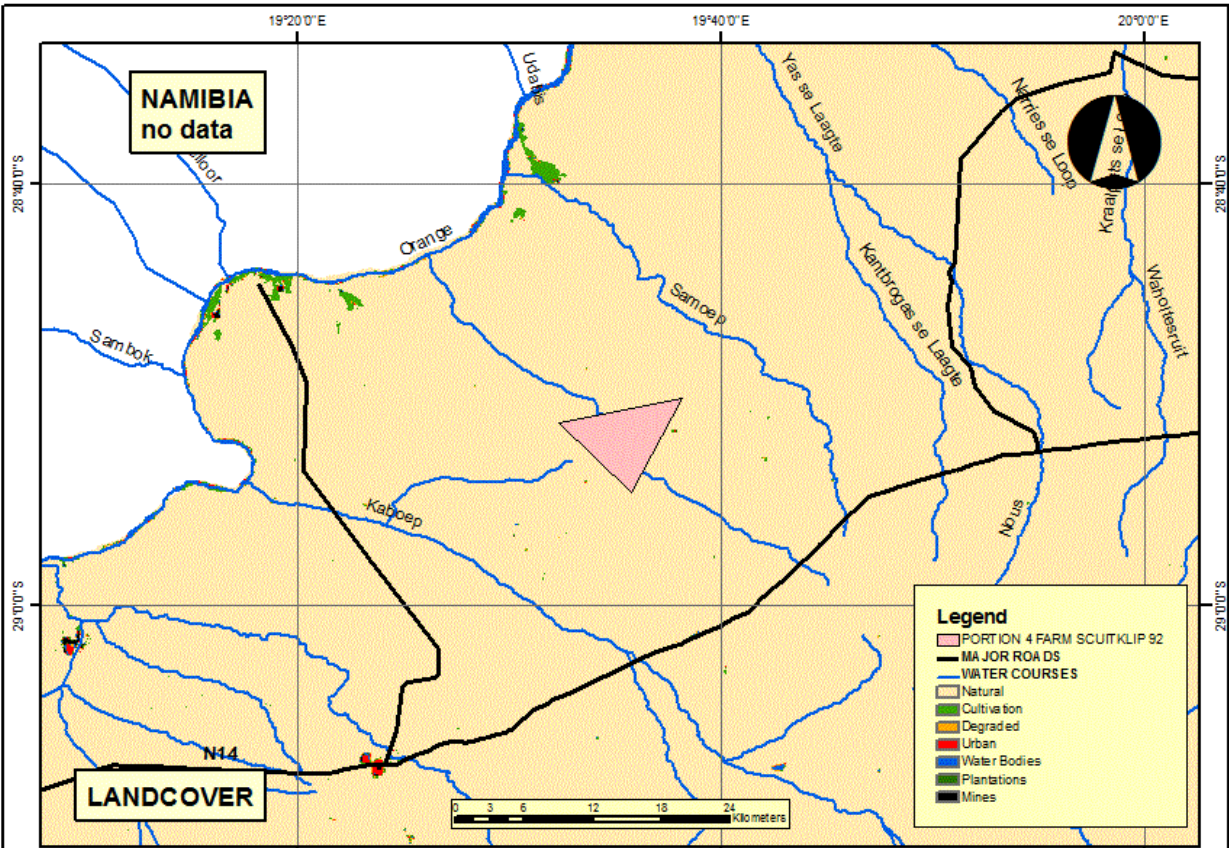 19°20'0"E
19°40'0"E
20°0'0"E
NAMIBIA
no data
Udabis
Yas se Laagte
Narries se Loop
28°40'0"S
28°40'0"S
Orange
Samoep
Kantbrogas se Laagte
Sambok
Kaboep
Nous
29°0'0"S
29°0'0"S
N14
LANDCOVER
0 3 6 12 18 24
Kilometers
Legend
PORTION 4 FARM SCUITKLIP 92
MAJOR ROADS
WATER COURSES
Natural
Cultivation
Degraded
Urban
Water Bodies
Plantations
Mines